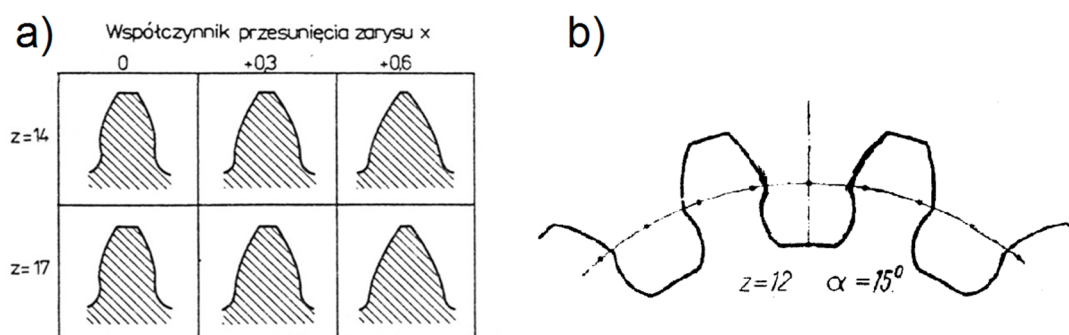 a)
Współczynnik przesunięcia zarysu x
0 +0,3 +0,6
z=14
z=17
b)
z=12 α=15°